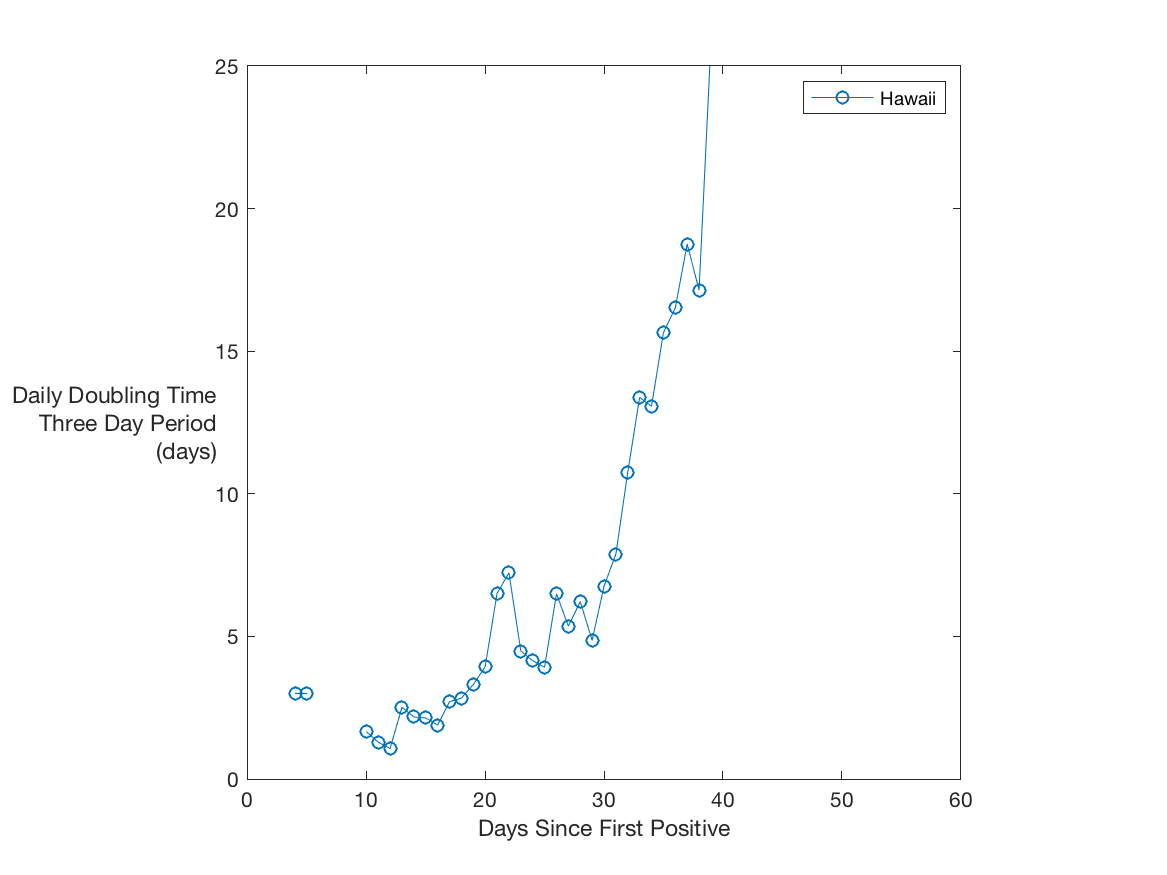 25
Hawaii
20
15
Daily Doubling Time
Three Day Period
(days)
10
5
0
0 10 20 30 40 50 60
Days Since First Positive